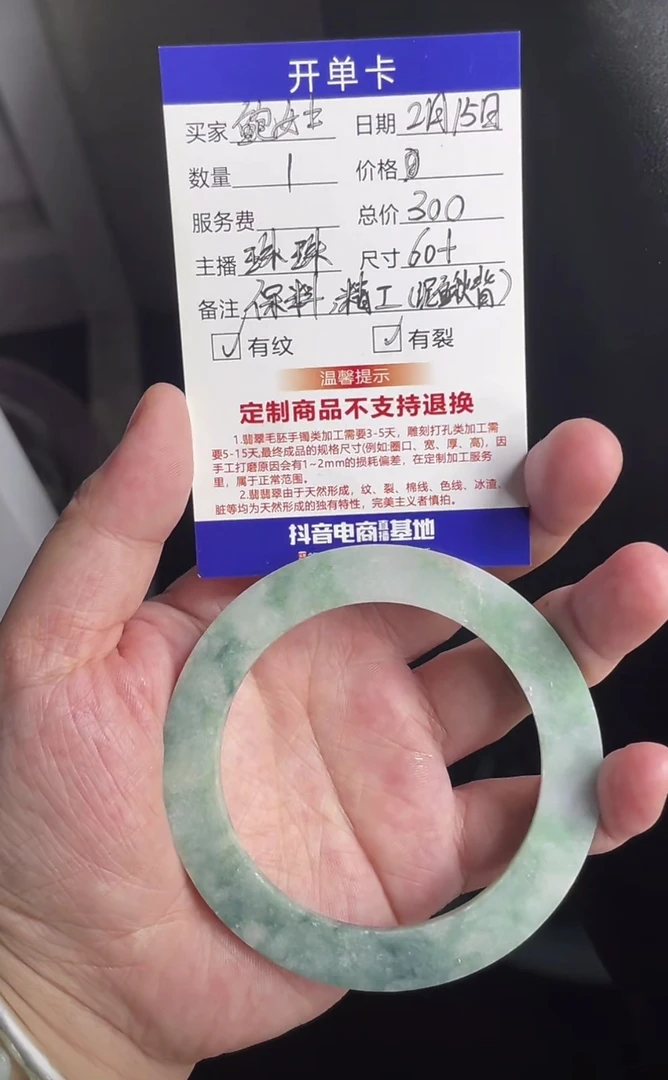 开单卡
买家 鲍女士 日期 2月15日
数量 1 价格
服务费 总价 300
主播 珠珠 尺寸 60+
备注 保料,精工(泥鳅背)
☑有纹 ☑有裂
温馨提示
定制商品不支持退换
1.翡翠毛胚手镯类加工需要3-5天，雕刻打孔类加工需
要5-15天,最终成品的规格尺寸(例如:圈口、宽、厚、高)，因
手工打磨原因会有1-2mm的损耗偏差，在定制加工服务
里，属于正常范围。
2.翡翡翠由于天然形成，纹、裂、棉线、色线、冰渣、
脏等均为天然形成的独有特性，完美主义者慎拍。
抖音电商直播基地